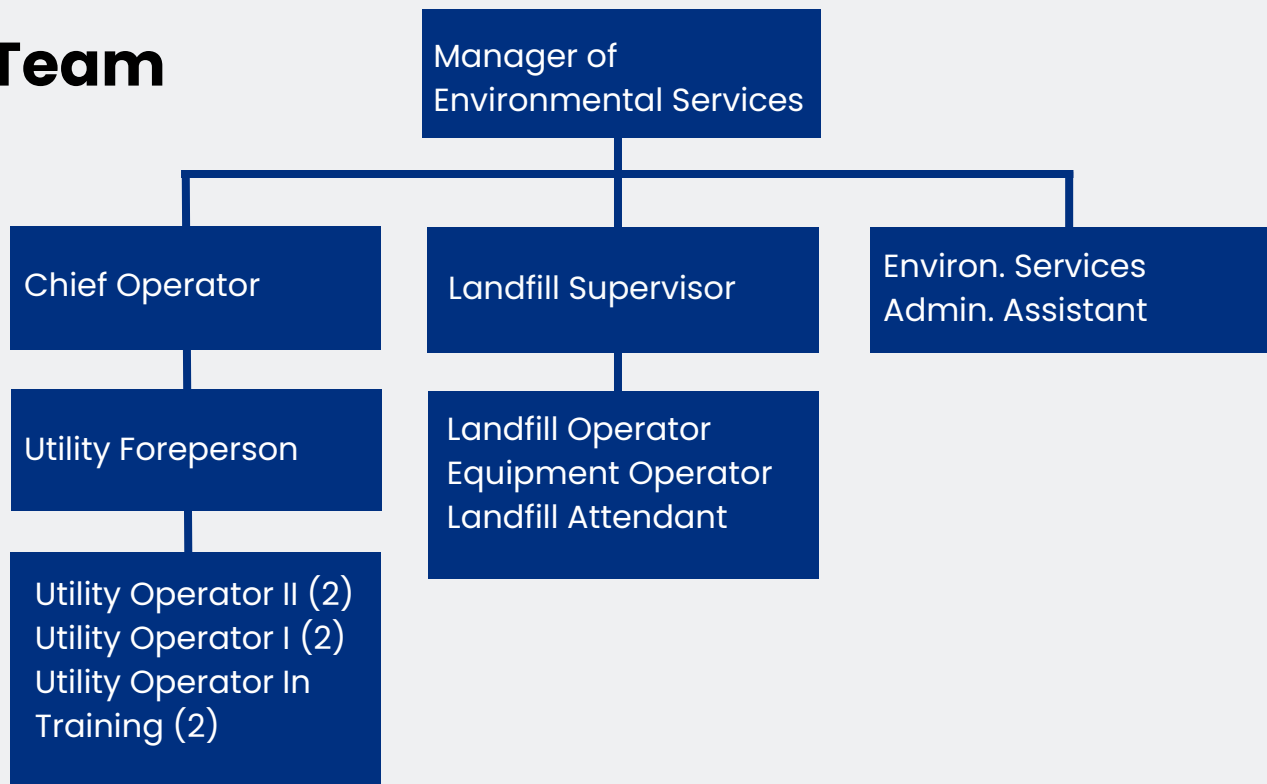 Team
Manager of
Environmental Services
Chief Operator
Landfill Supervisor
Environ. Services
Admin. Assistant
Utility Foreperson
Landfill Operator
Equipment Operator
Landfill Attendant
Utility Operator II (2)
Utility Operator I (2)
Utility Operator In
Training (2)